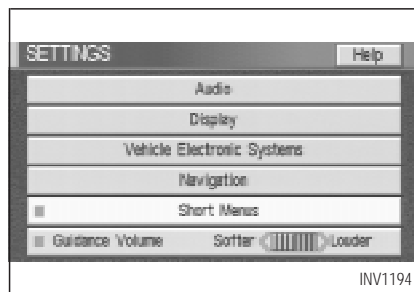 SETTINGS
Help
Audio
Display
Vehicle Electronic Systems
Navigation
Short Menus
Guidance Volume Softer Louder
INV1194